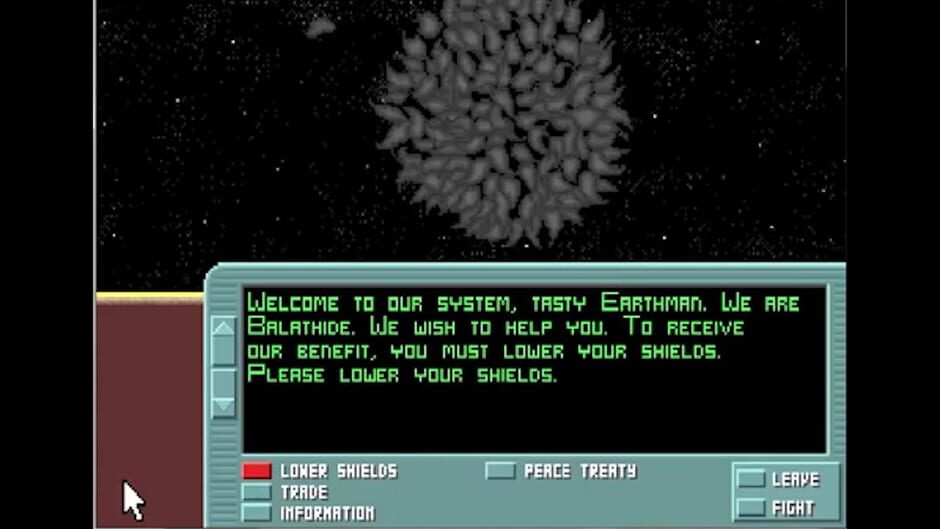 Welcome to our system, tasty Earthman. We are
Balathide. We wish to help you. To receive
our benefit, you must lower your shields.
Please lower your shields.
LOWER SHIELDS
PEACE TREATY
TRADE
INFORMATION
LEAVE
FIGHT